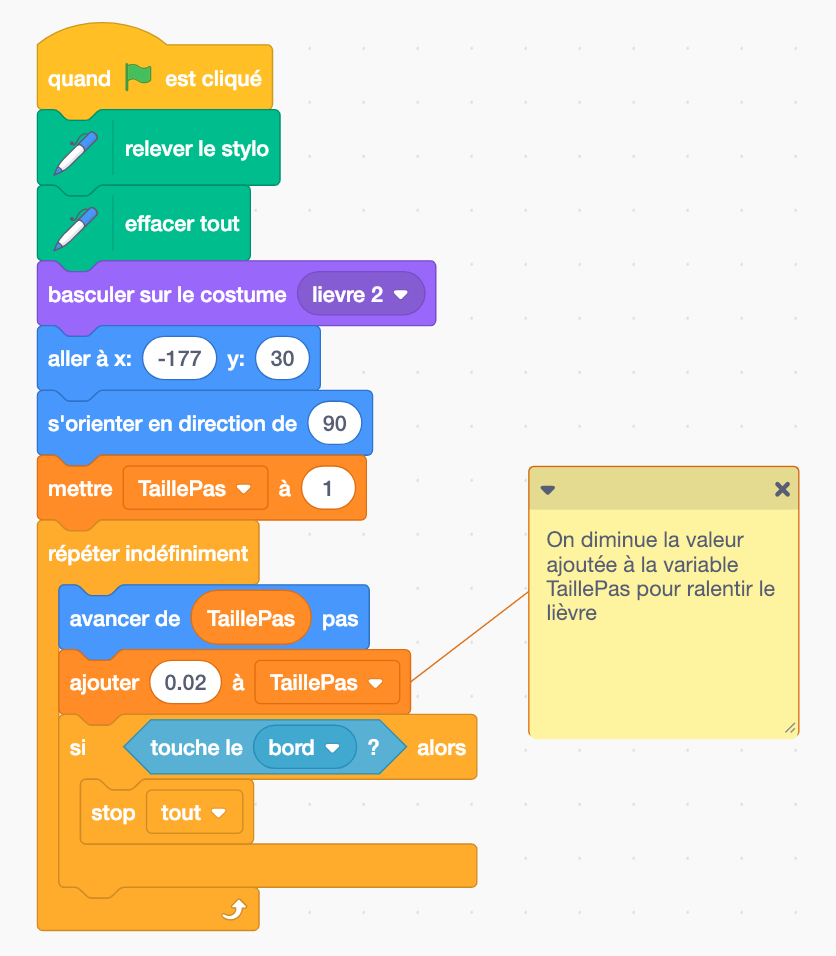 quand est cliqué
relever le stylo
effacer tout
basculer sur le costume lievre 2
aller à x: -177 y: 30
s'orienter en direction de 90
mettre TaillePas à 1
répéter indéfiniment
avancer de TaillePas pas
ajouter 0.02 à TaillePas
si touche le bord ? alors
stop tout
On diminue la valeur
ajoutée à la variable
TaillePas pour ralentir le
lièvre